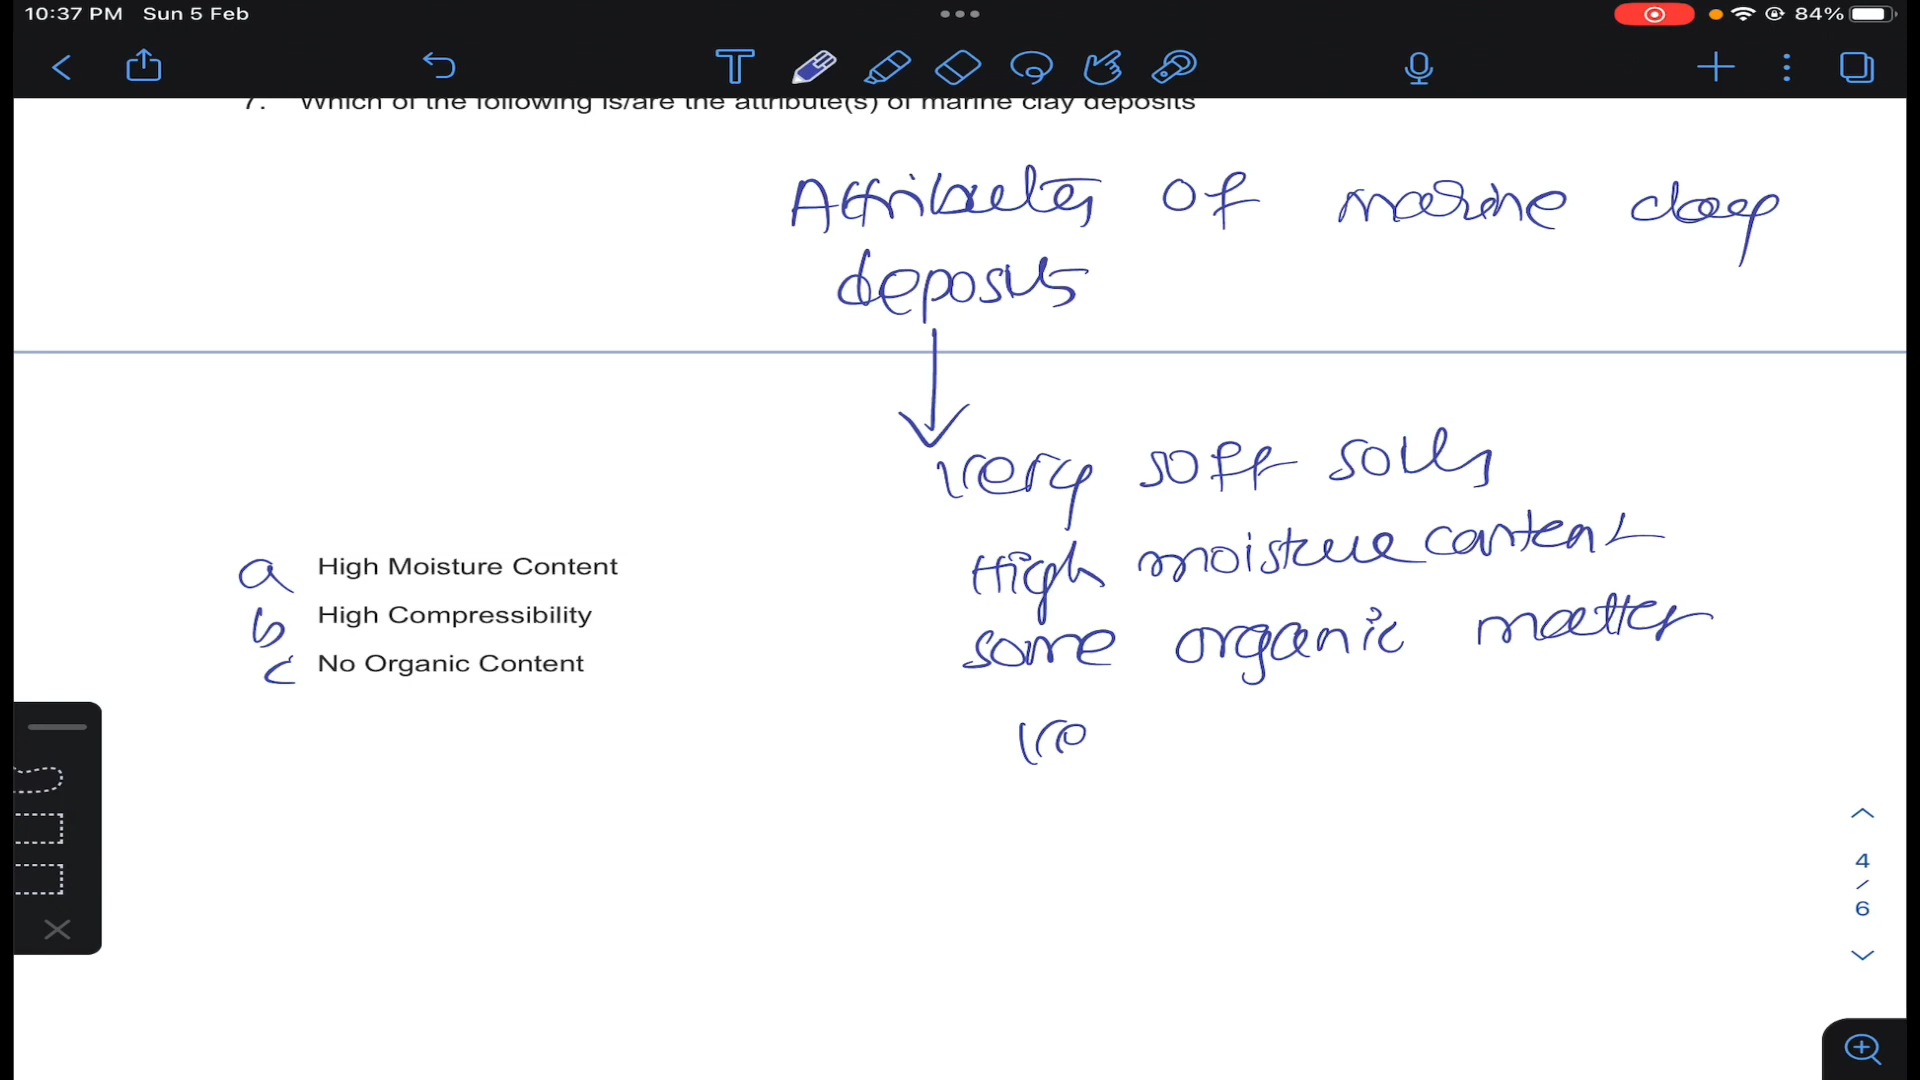 10:37 PM Sun 5 Feb
84%
7. Which of the following is/are the attribute(s) of marine clay deposits
Attributes of marine clay
deposits
very soft soils
High moisture content
some organic matter
ve
a High Moisture Content
b High Compressibility
c No Organic Content
4
/
6